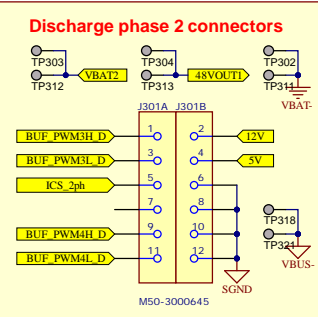 Discharge phase 2 connectors
TP303
TP312
VBAT2
TP304
TP313
48VOUT1
TP302
TP311
VBAT-
J301A J301B
BUF_PWM3H_D 1 2 12V
BUF_PWM3L_D 3 4 5V
ICS_2ph 5 6
7 8
BUF_PWM4H_D 9 10
BUF_PWM4L_D 11 12
TP318
TP321
VBUS-
SGND
M50-3000645